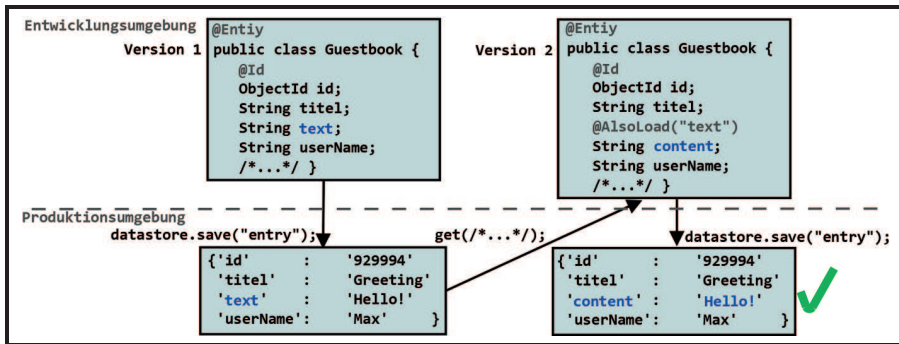 Entwicklungsumgebung
Version 1
@Entiy
public class Guestbook {
@Id
ObjectId id;
String titel;
String text;
String userName;
/*...*/ }
Version 2
@Entiy
public class Guestbook {
@Id
ObjectId id;
String titel;
@AlsoLoad("text")
String content;
String userName;
/*...*/ }
Produktionsumgebung
datastore.save("entry");
get(/*...*/);
datastore.save("entry");
{'id' : '929994'
'titel' : 'Greeting'
'text' : 'Hello!'
'userName': 'Max' }
{'id' : '929994'
'titel' : 'Greeting'
'content' : 'Hello!'
'userName': 'Max' }